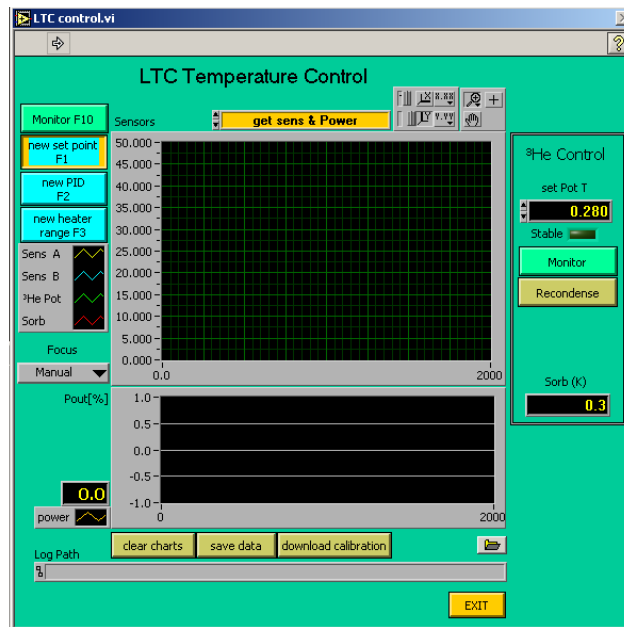 LTC control.vi
LTC Temperature Control
Monitor F10
Sensors
get sens & Power
X X.XX
Y Y.YY
new set point
F1
new PID
F2
new heater
range F3
Sens A
Sens B
³He Pot
Sorb
Focus
Manual
50.000
45.000
40.000
35.000
30.000
25.000
20.000
15.000
10.000
5.000
0.000
0.0
2000
³He Control
set Pot T
0.280
Stable
Monitor
Recondense
Sorb (K)
0.3
Pout[%]
1.0
0.5
0.0
-0.5
-1.0
0
2000
0.0
power
clear charts
save data
download calibration
Log Path
EXIT